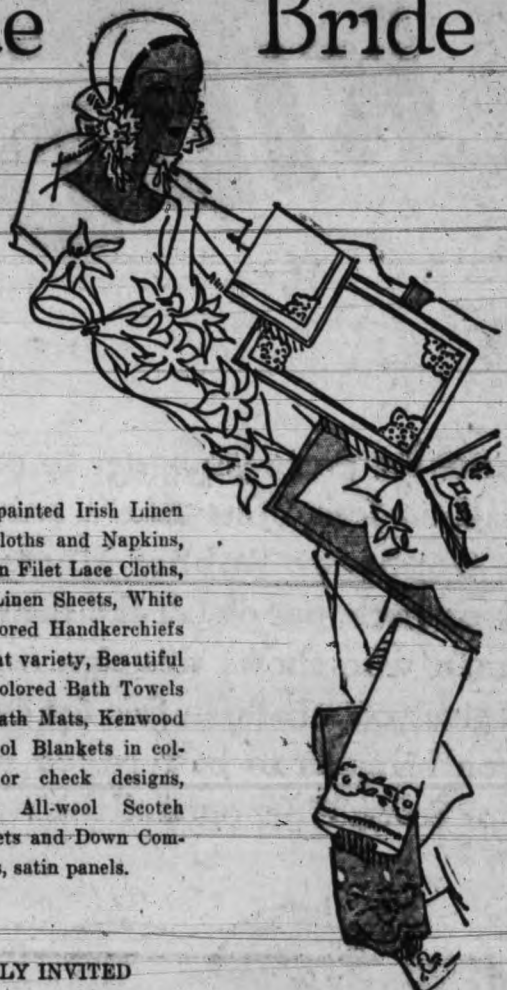 Bride
painted Irish Linen
loths and Napkins,
n Filet Lace Cloths,
Linen Sheets, White
ored Handkerchiefs
at variety, Beautiful
olored Bath Towels
ath Mats, Kenwood
ol Blankets in col-
or check designs,
All-wool Scotch
ets and Down Com-
s, satin panels.
LY INVITED